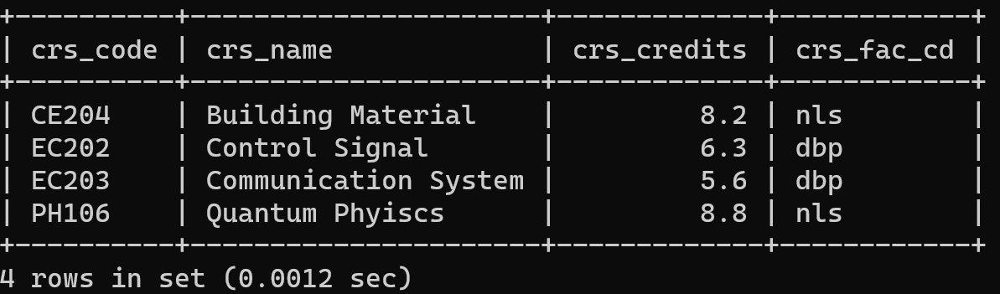 +----------+----------------------+-------------+------------+
| crs_code | crs_name             | crs_credits | crs_fac_cd |
+----------+----------------------+-------------+------------+
| CE204    | Building Material    |         8.2 | nls        |
| EC202    | Control Signal       |         6.3 | dbp        |
| EC203    | Communication System |         5.6 | dbp        |
| PH106    | Quantum Phyiscs      |         8.8 | nls        |
+----------+----------------------+-------------+------------+
4 rows in set (0.0012 sec)